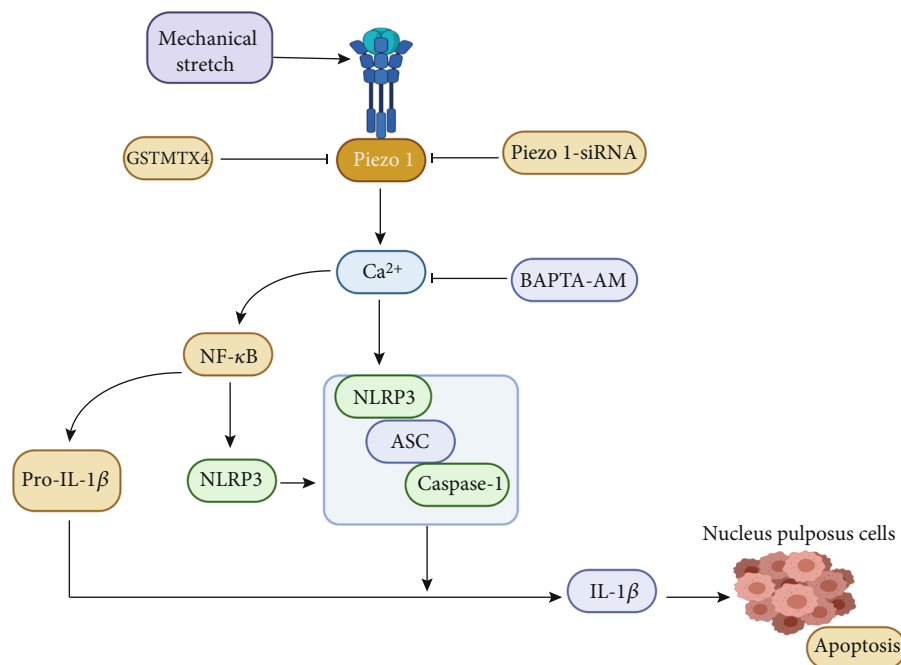 Mechanical
stretch
GSTMTX4
Piezo 1
Piezo 1-siRNA
Ca²⁺
BAPTA-AM
NF-κB
NLRP3
ASC
Caspase-1
Pro-IL-1β
NLRP3
Nucleus pulposus cells
IL-1β
Apoptosis